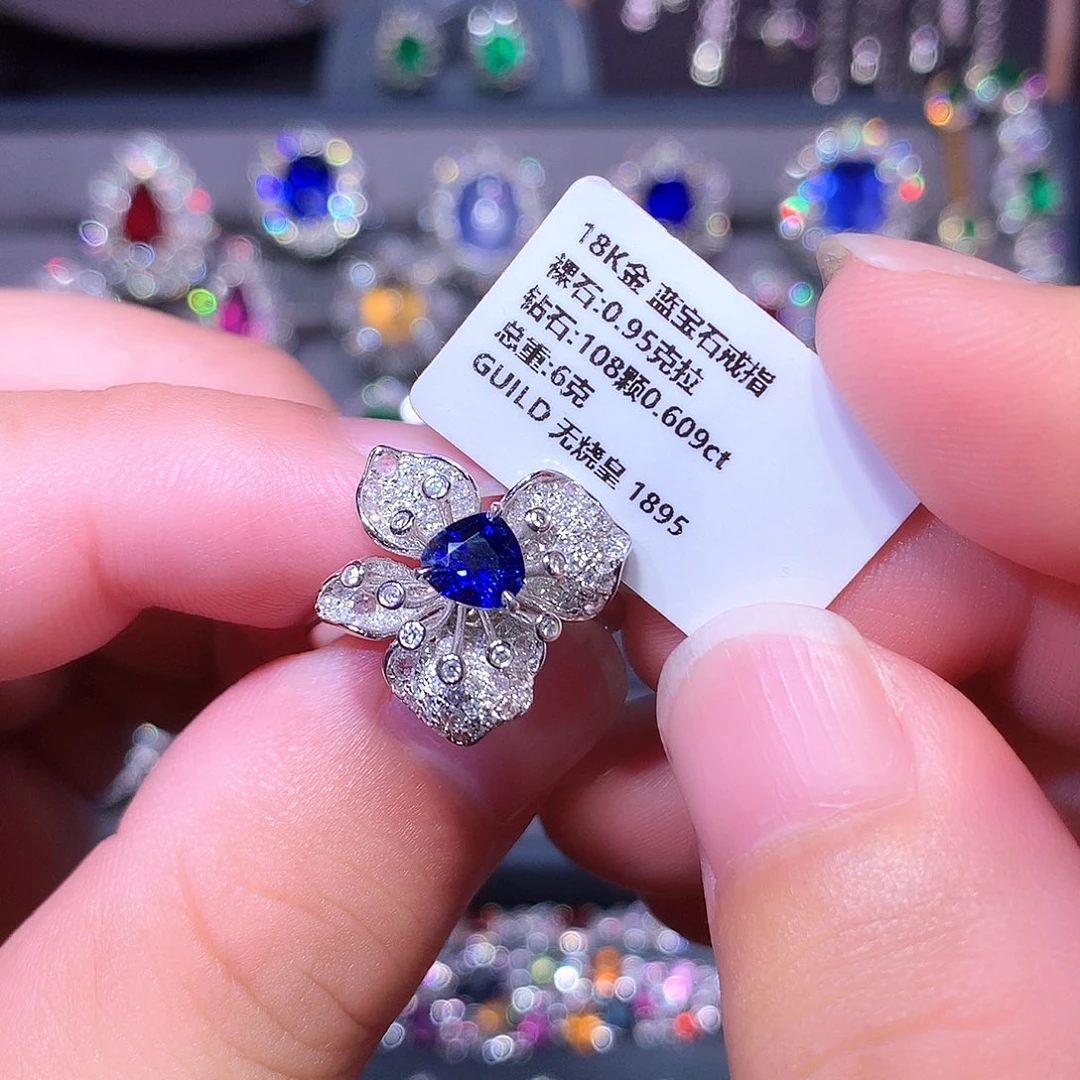 18K金 蓝宝石戒指
裸石:0.95克拉
钻石:108颗0.609ct
总重:6克
GUILD 无烧皇 1895